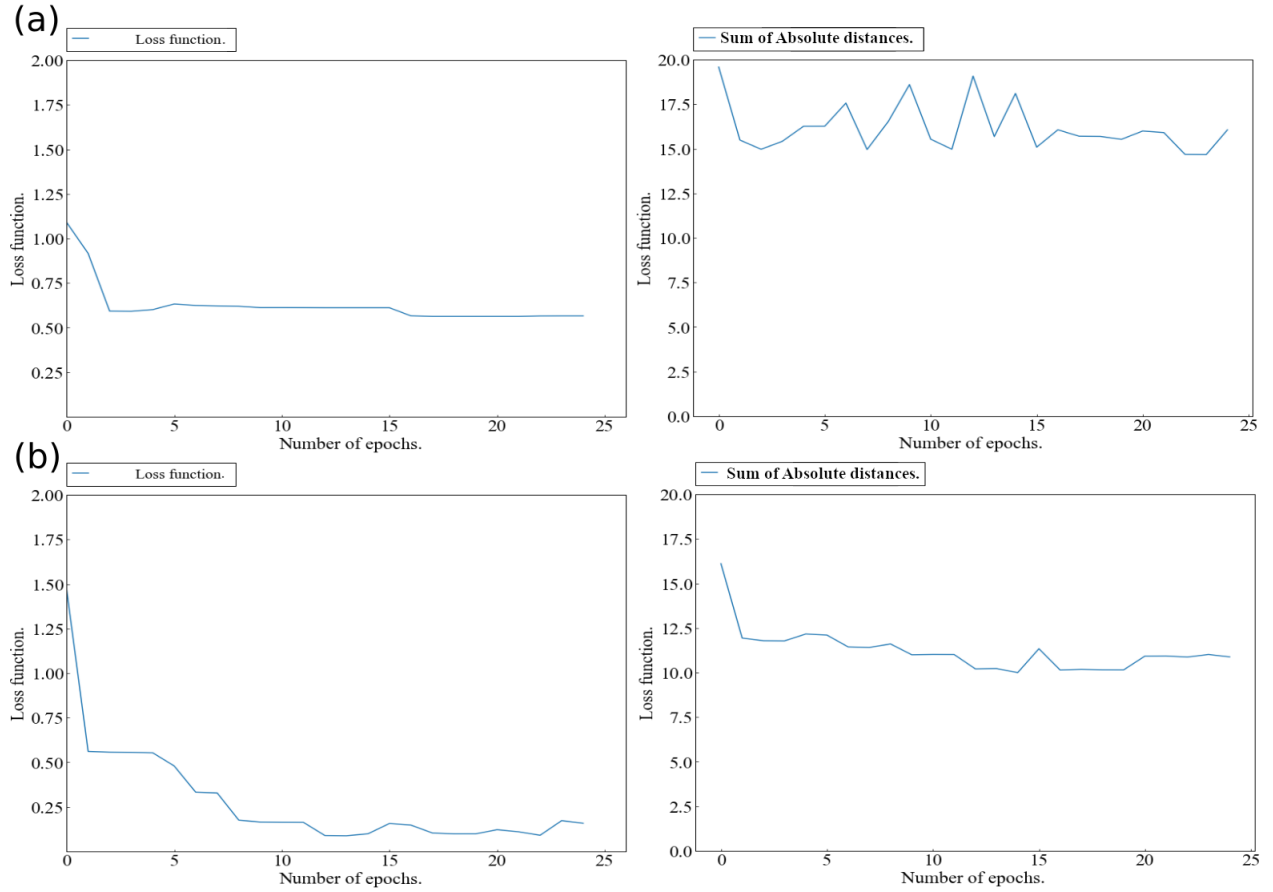 (a)
Loss function.
2.00
1.75
1.50
1.25
1.00
0.75
0.50
0.25
Loss function.
0 5 10 15 20 25
Number of epochs.
Sum of Absolute distances.
20.0
17.5
15.0
12.5
10.0
7.5
5.0
2.5
0.0
Loss function.
0 5 10 15 20 25
Number of epochs.
(b)
Loss function.
2.00
1.75
1.50
1.25
1.00
0.75
0.50
0.25
Loss function.
0 5 10 15 20 25
Number of epochs.
Sum of Absolute distances.
20.0
17.5
15.0
12.5
10.0
7.5
5.0
2.5
0.0
Loss function.
0 5 10 15 20 25
Number of epochs.